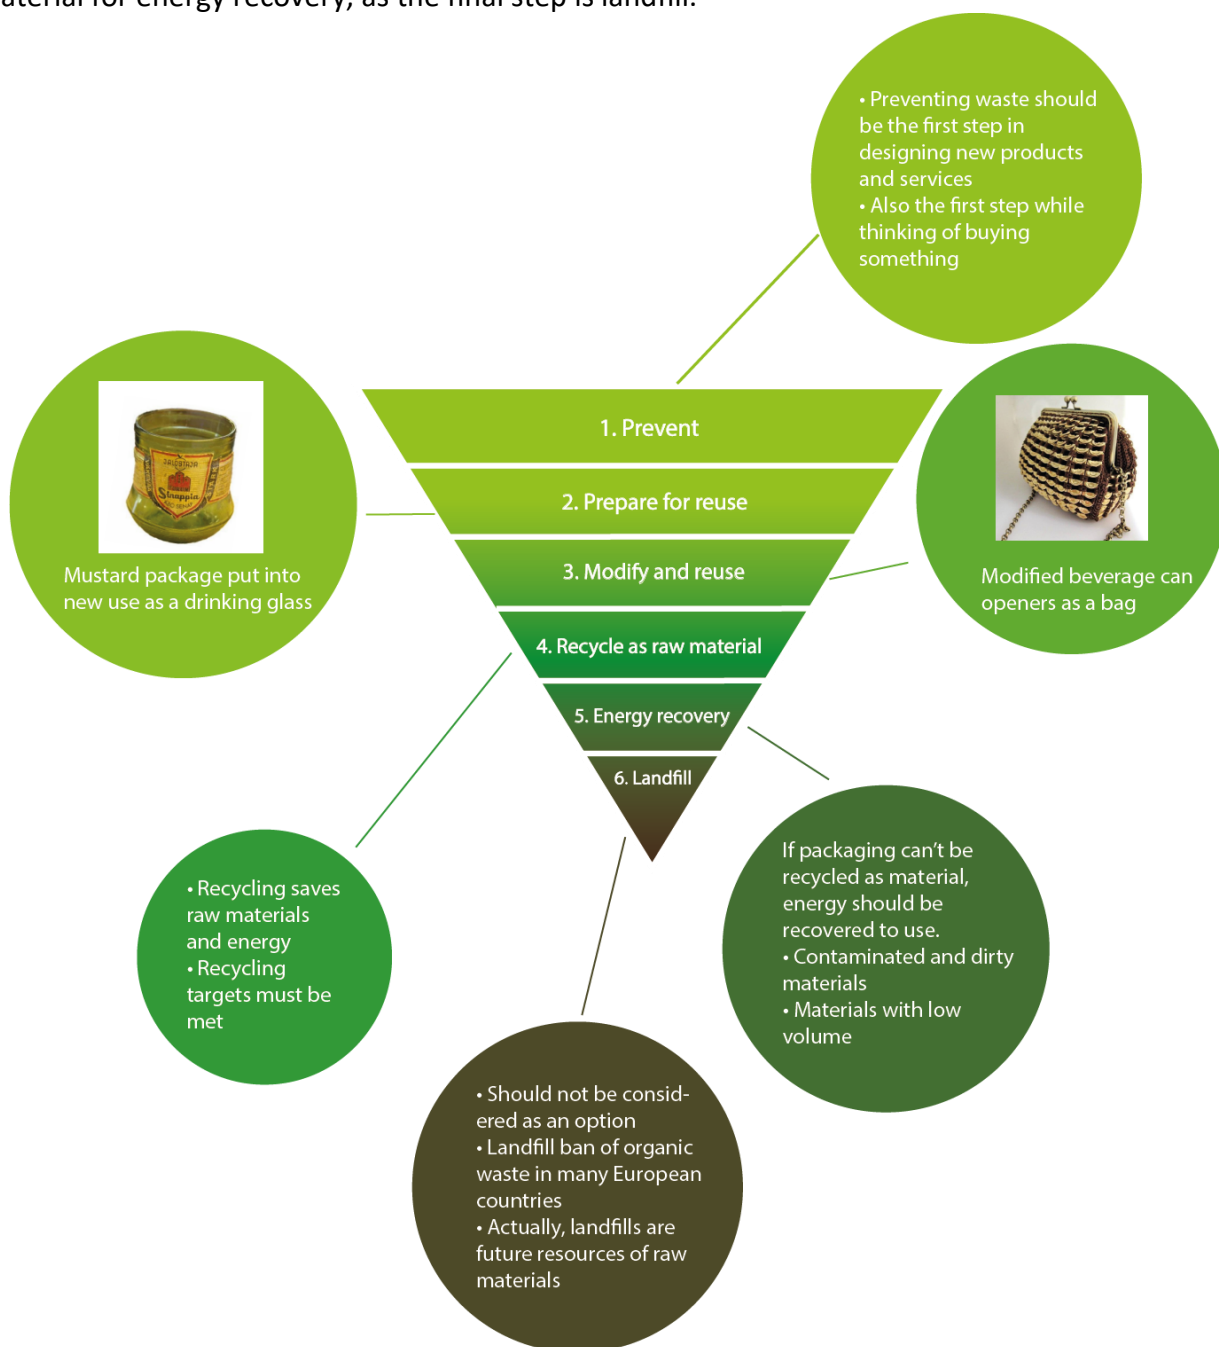 aterial for energy recovery, as the final step is landfill.
• Preventing waste should
be the first step in
designing new products
and services
• Also the first step while
thinking of buying
something
1. Prevent
2. Prepare for reuse
Strappin
Mustard package put into
new use as a drinking glass
3. Modify and reuse
Modified beverage can
openers as a bag
4. Recycle as raw material
• Recycling saves
raw materials
and energy
• Recycling
targets must be
met
5. Energy recovery
If packaging can’t be
recycled as material,
energy should be
recovered to use.
• Contaminated and dirty
materials
• Materials with low
volume
6. Landfill
• Should not be consid-
ered as an option
• Landfill ban of organic
waste in many European
countries
• Actually, landfills are
future resources of raw
materials